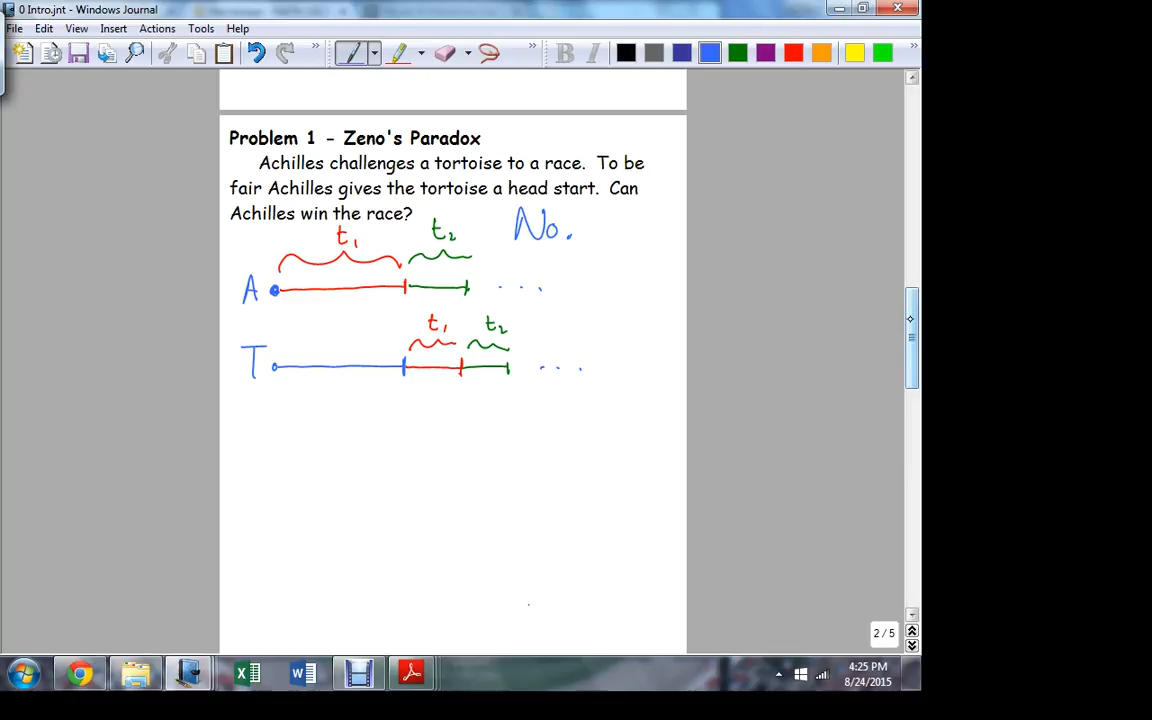 0 Intro.jnt - Windows Journal
File Edit View Insert Actions Tools Help
B I
Problem 1 - Zeno's Paradox
Achilles challenges a tortoise to a race. To be
fair Achilles gives the tortoise a head start. Can
Achilles win the race?
No.
t₁ t₂
A ...
t₁ t₂
T ....
2 / 5
4:25 PM
8/24/2015